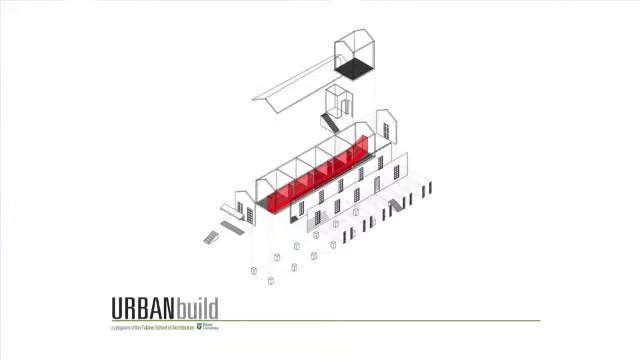 URBANbuild
a program of the Tulane School of Architecture
Tulane
University